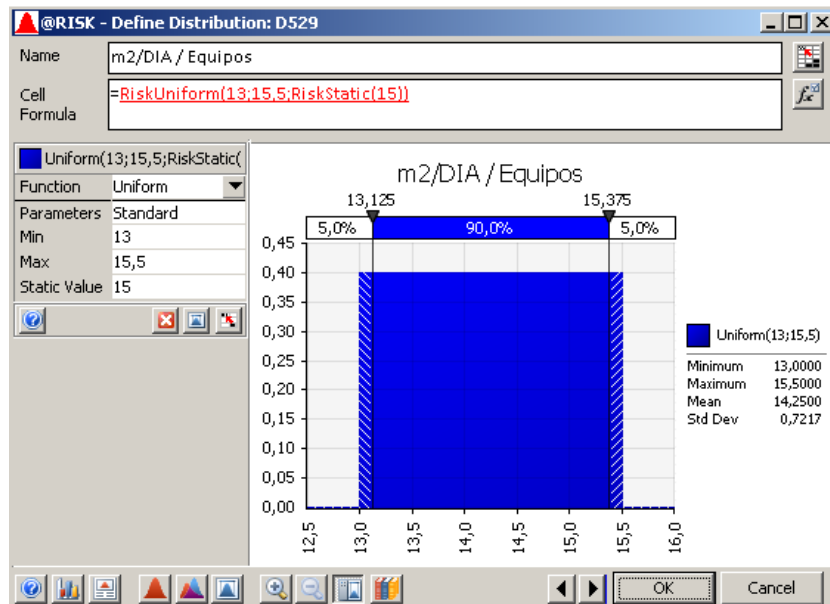 @RISK - Define Distribution: D529
Name
m2/DIA / Equipos
Cell
Formula
=RiskUniform(13;15,5;RiskStatic(15))
Uniform(13;15,5;RiskStatic(
Function Uniform
Parameters Standard
Min 13
Max 15,5
Static Value 15
m2/DIA / Equipos
13,125 15,375
5,0% 90,0% 5,0%
0,45
0,40
0,35
0,30
0,25
0,20
0,15
0,10
0,05
0,00
12,5 13,0 13,5 14,0 14,5 15,0 15,5 16,0
Uniform(13;15,5)
Minimum 13,0000
Maximum 15,5000
Mean 14,2500
Std Dev 0,7217
OK Cancel